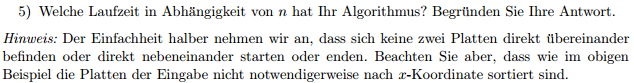 5) Welche Laufzeit in Abhängigkeit von n hat Ihr Algorithmus? Begründen Sie Ihre Antwort.
Hinweis: Der Einfachheit halber nehmen wir an, dass sich keine zwei Platten direkt übereinander
befinden oder direkt nebeneinander starten oder enden. Beachten Sie aber, dass wie im obigen
Beispiel die Platten der Eingabe nicht notwendigerweise nach x-Koordinate sortiert sind.